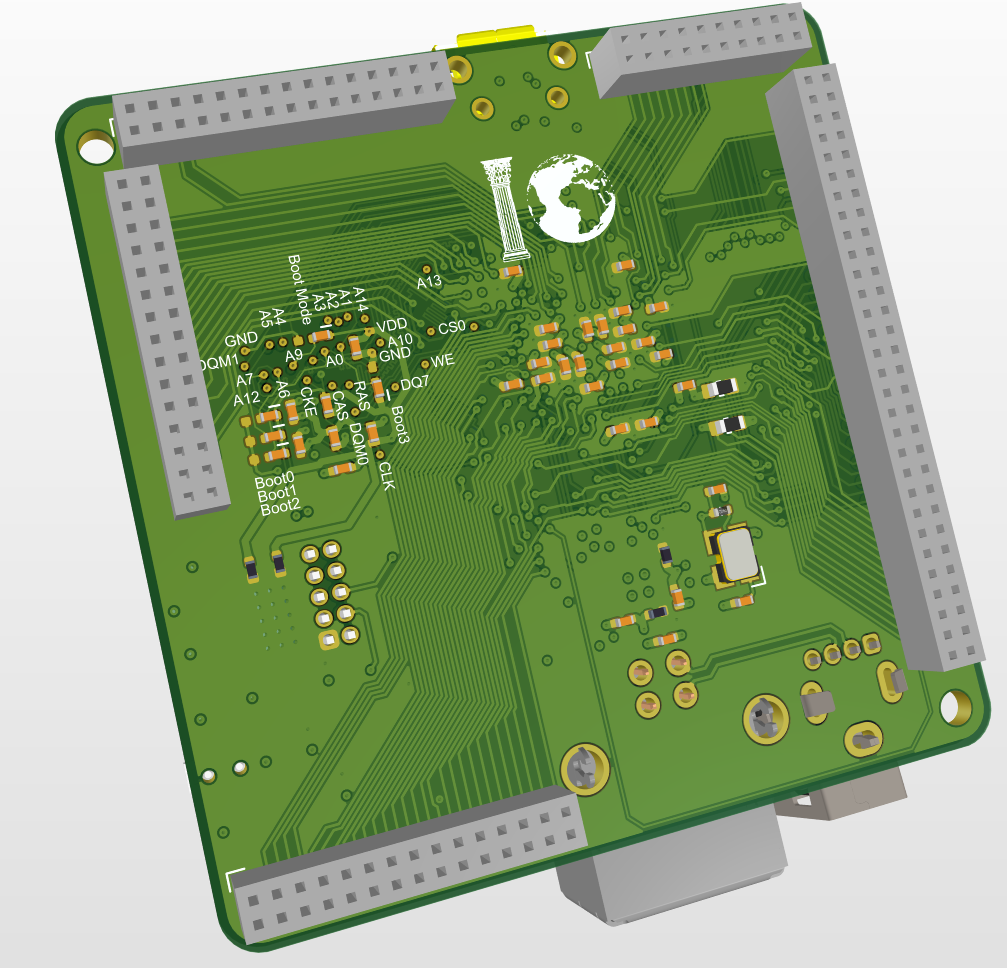 Boot Mode
A13
A14
A1
A2
A3
A4
A5
VDD
CS0
A10
GND
GND
DQM1
A9
A0
WE
A7
DQ7
A12
A6
CKE
CAS
RAS
Boot3
DQM0
CLK
Boot0
Boot1
Boot2